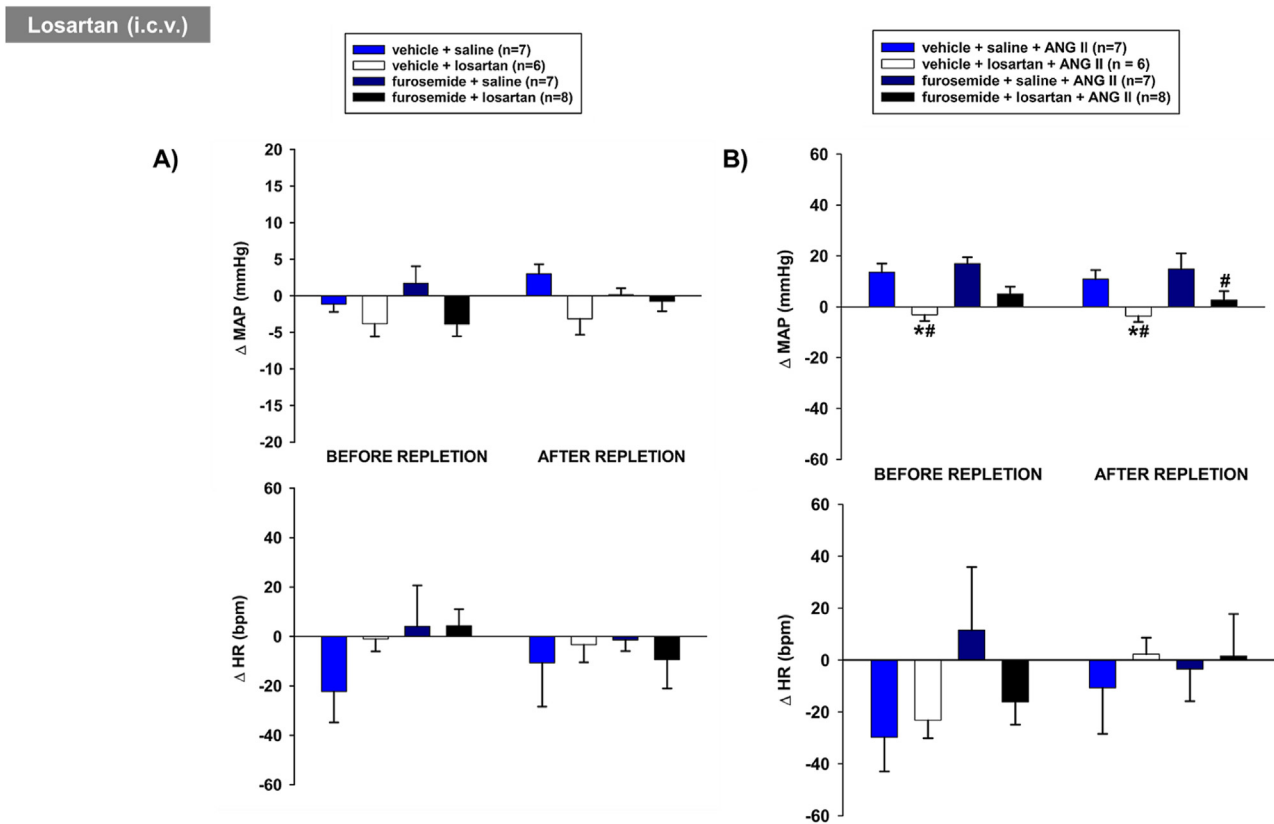 Losartan (i.c.v.)
vehicle + saline (n=7)
vehicle + losartan (n=6)
furosemide + saline (n=7)
furosemide + losartan (n=8)
vehicle + saline + ANG II (n=7)
vehicle + losartan + ANG II (n = 6)
furosemide + saline + ANG II (n=7)
furosemide + losartan + ANG II (n=8)
A)
20
15
10
5
0
-5
-10
-15
-20
Δ MAP (mmHg)
BEFORE REPLETION
AFTER REPLETION
60
40
20
0
-20
-40
-60
Δ HR (bpm)
B)
60
40
20
0
-20
-40
-60
Δ MAP (mmHg)
*#
*#
#
BEFORE REPLETION
AFTER REPLETION
60
40
20
0
-20
-40
-60
Δ HR (bpm)